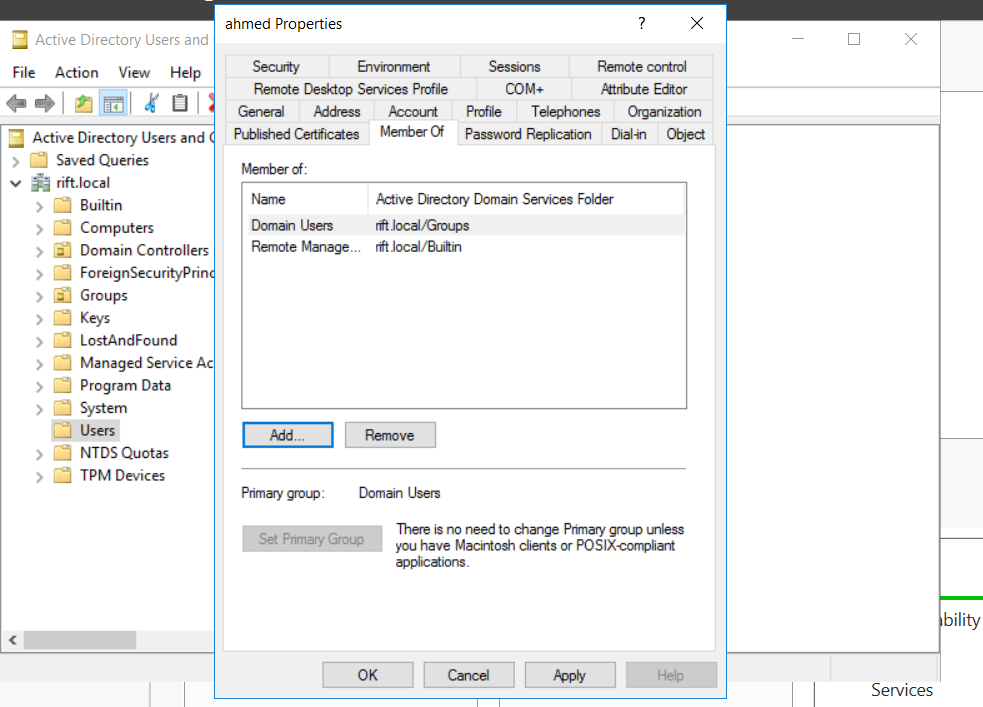 ahmed Properties
?
Active Directory Users and
File Action View Help
Active Directory Users and C
Saved Queries
rift.local
Builtin
Computers
Domain Controllers
ForeignSecurityPrinc
Groups
Keys
LostAndFound
Managed Service Ac
Program Data
System
Users
NTDS Quotas
TPM Devices
Security Environment Sessions Remote control
Remote Desktop Services Profile COM+ Attribute Editor
General Address Account Profile Telephones Organization
Published Certificates Member Of Password Replication Dial-in Object
Member of:
Name Active Directory Domain Services Folder
Domain Users rift.local/Groups
Remote Manage... rift.local/Builtin
Add... Remove
Primary group: Domain Users
Set Primary Group
There is no need to change Primary group unless
you have Macintosh clients or POSIX-compliant
applications.
OK Cancel Apply Help
ability
Services